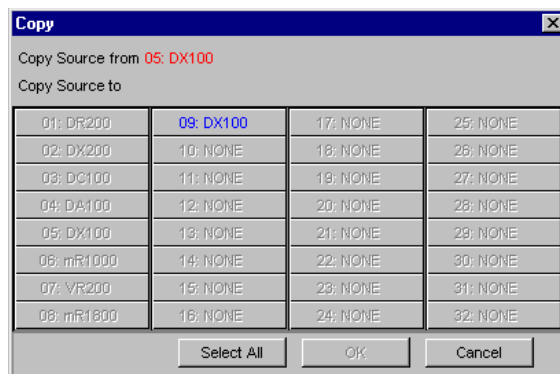 Copy
Copy Source from 05: DX100
Copy Source to
01: DR200 09: DX100 17: NONE 25: NONE
02: DX200 10: NONE 18: NONE 26: NONE
03: DC100 11: NONE 19: NONE 27: NONE
04: DA100 12: NONE 20: NONE 28: NONE
05: DX100 13: NONE 21: NONE 29: NONE
06: mR1000 14: NONE 22: NONE 30: NONE
07: VR200 15: NONE 23: NONE 31: NONE
08: mR1800 16: NONE 24: NONE 32: NONE
Select All OK Cancel